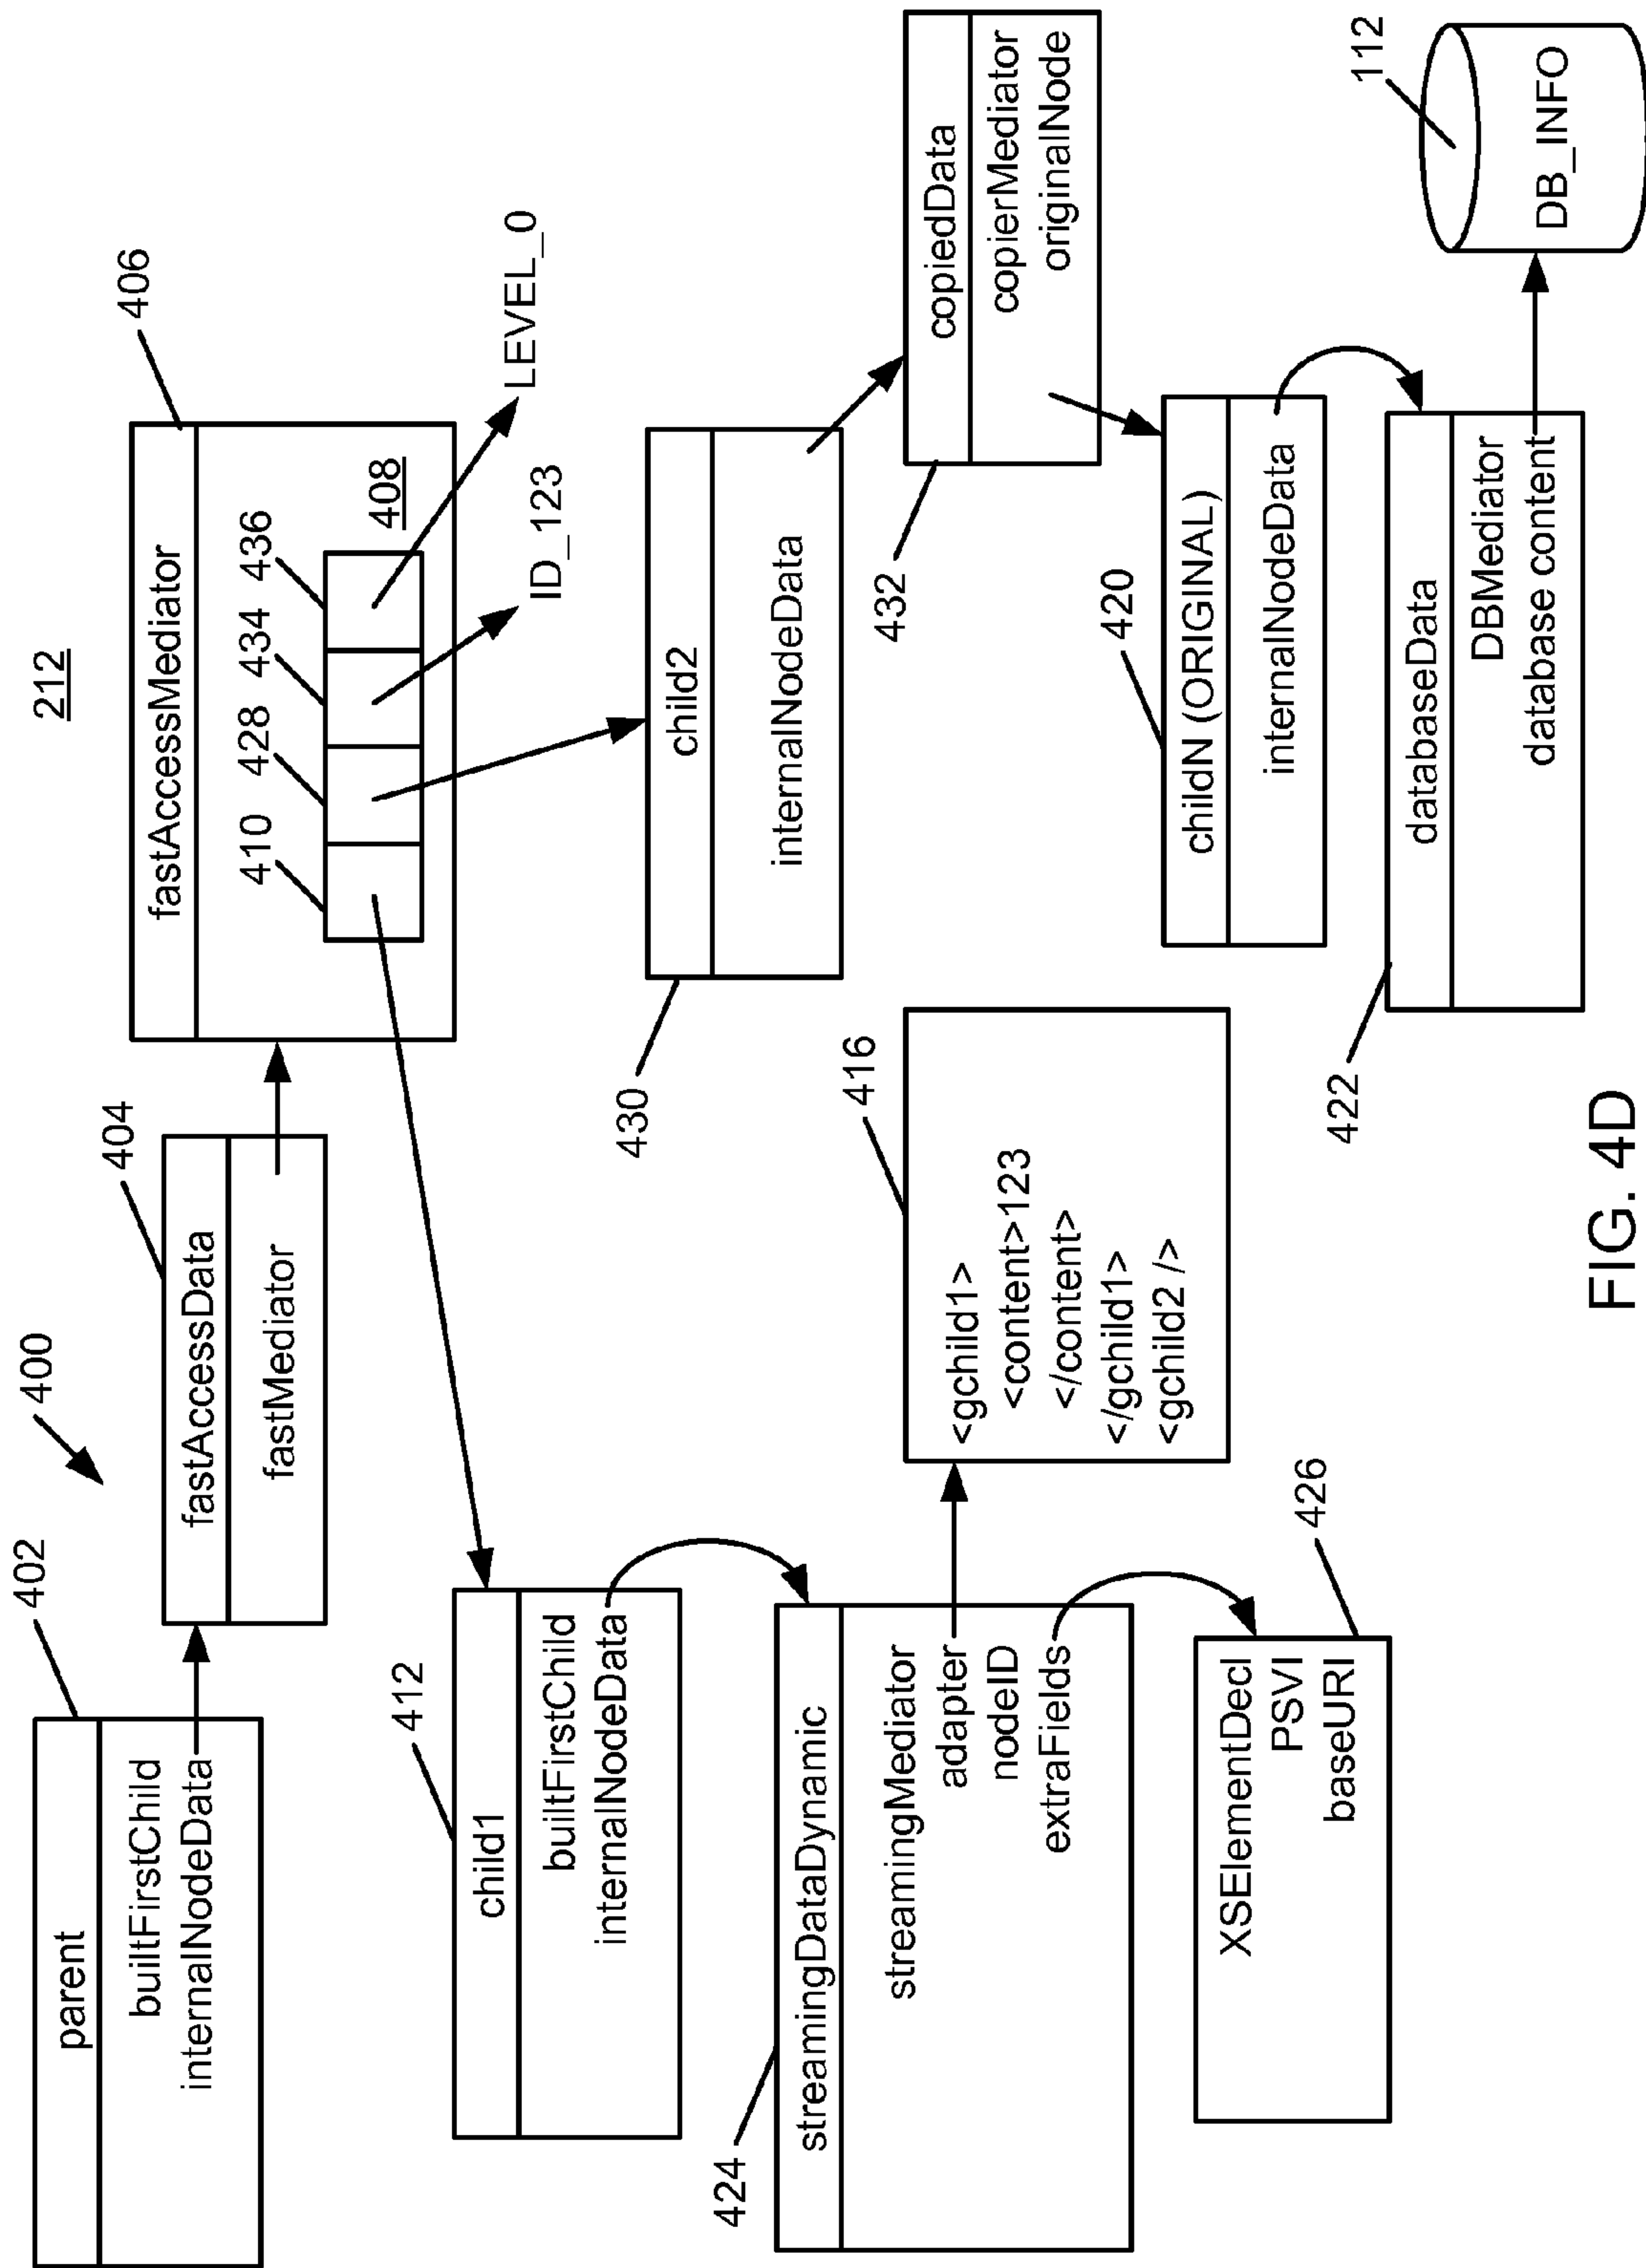 212
400
402
parent
builtFirstChild
internalNodeData
404
fastAccessData
fastMediator
406
fastAccessMediator
410
428
434
436
408
LEVEL_0
ID_123
412
child1
builtFirstChild
internalNodeData
430
child2
internalNodeData
432
copiedData
copierMediator
originalNode
424
streamingDataDynamic
streamingMediator
adapter
nodeID
extraFields
416
<gchild1>
<content>123
</content>
</gchild1>
<gchild2 />
420
childN (ORIGINAL)
internalNodeData
426
XSElementDecl
PSVI
baseURI
422
databaseData
DBMediator
database content
112
DB_INFO
FIG. 4D